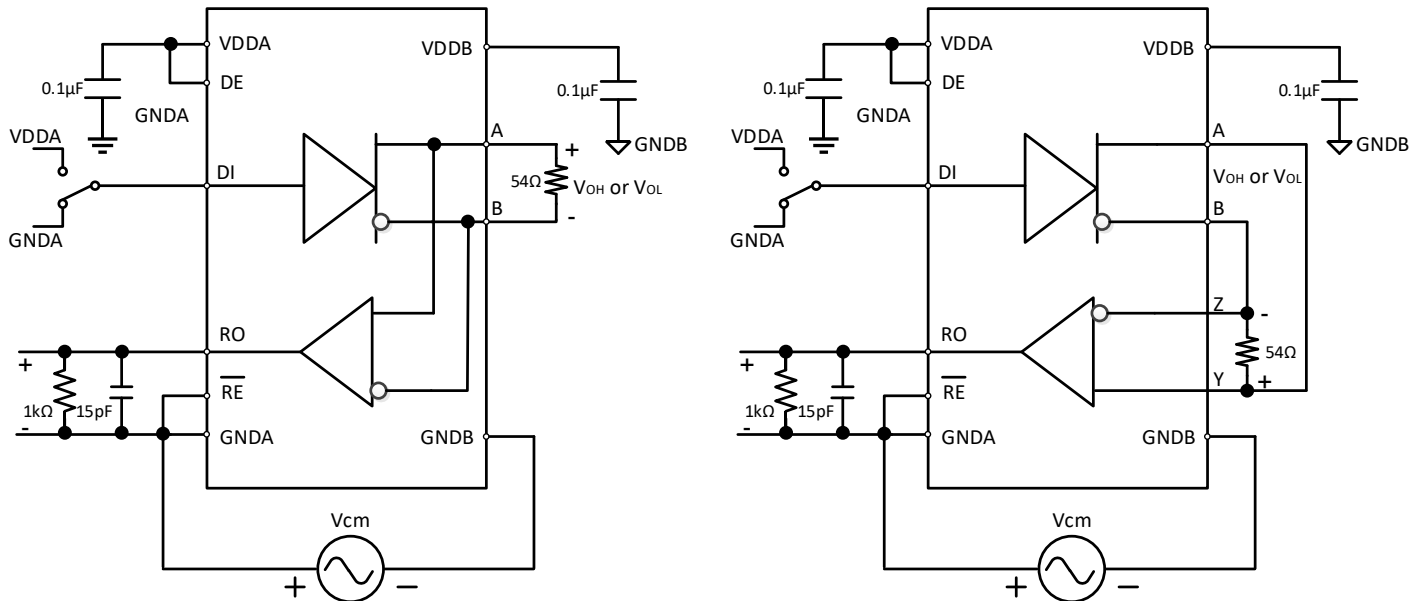 VDDA
VDDB
DE
0.1µF
GNDA
0.1µF
VDDA
A
GNDB
+
DI
54Ω
VOH or VOL
B
-
GNDA
RO
+
RE
1kΩ
15pF
-
GNDA
GNDB
Vcm
+
−
VDDA
VDDB
DE
0.1µF
GNDA
0.1µF
VDDA
A
GNDB
DI
VOH or VOL
B
GNDA
Z
-
RO
54Ω
+
Y
+
RE
1kΩ
15pF
-
GNDA
GNDB
Vcm
+
−